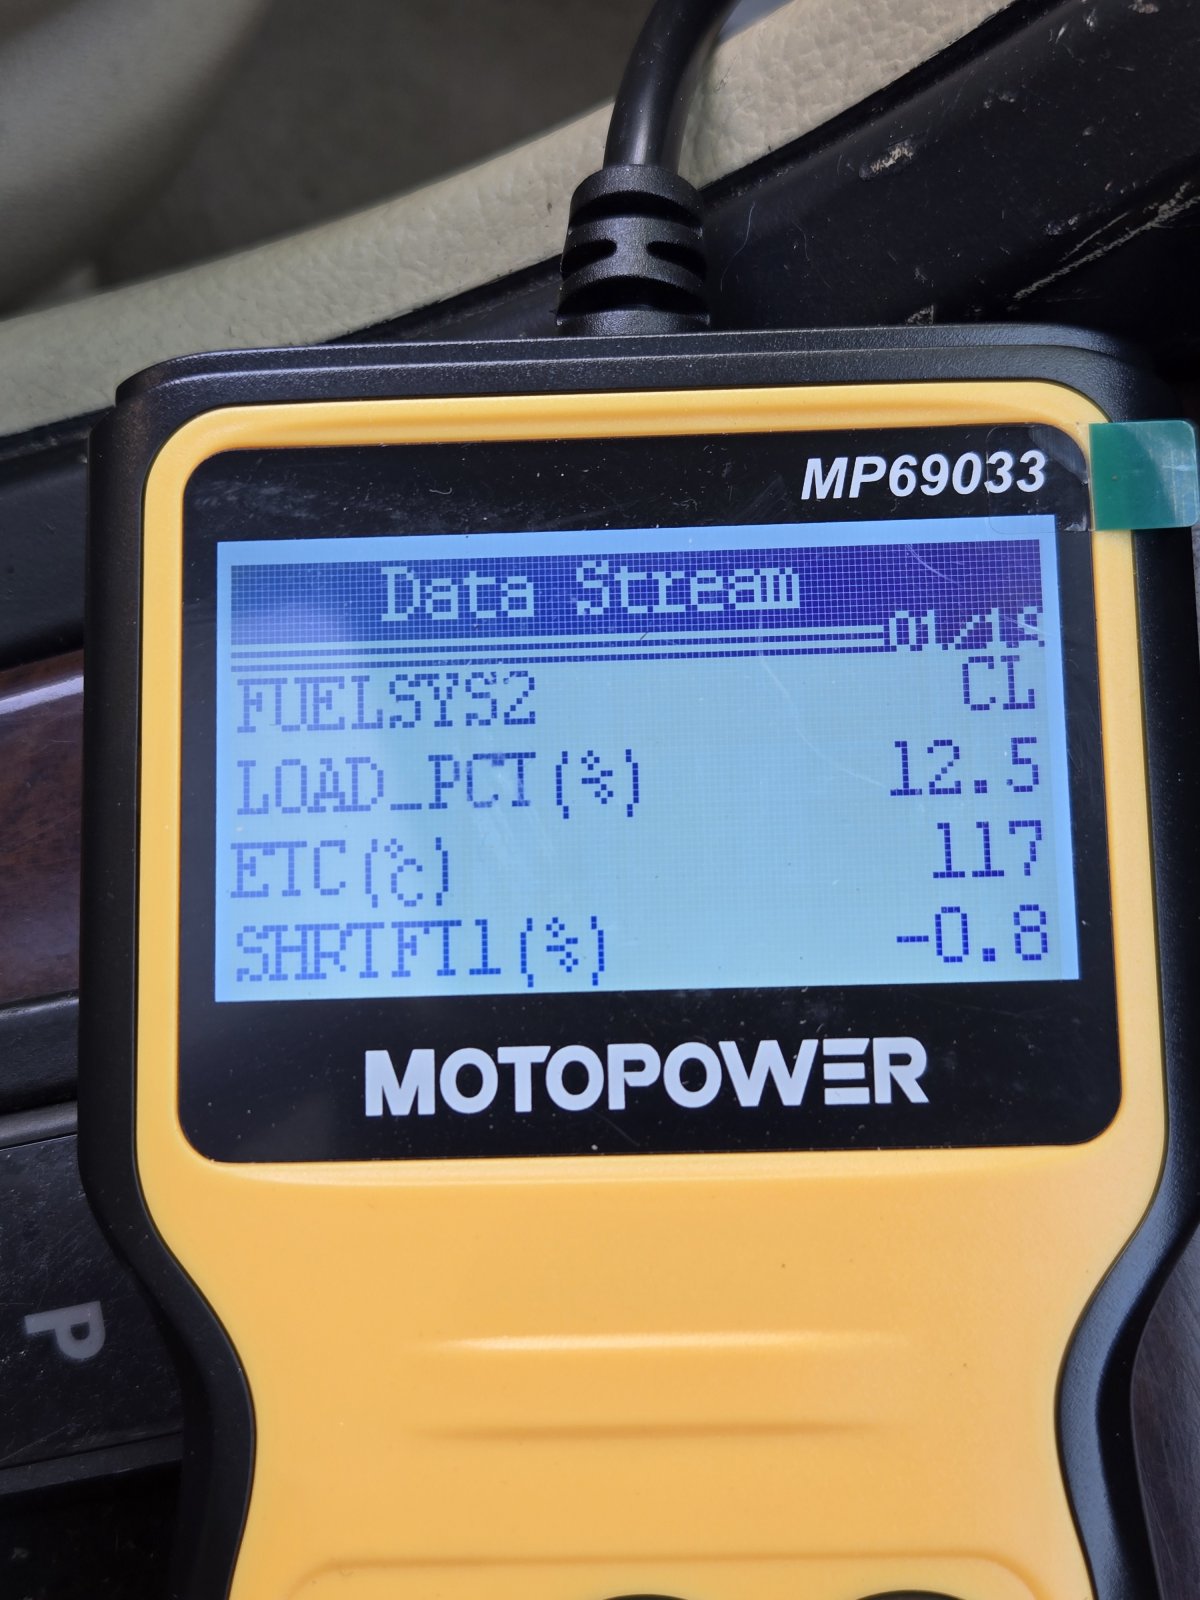 MP69033
Data Stream
FUELSYS2 CL
LOAD_PCT(%) 12.5
ETC(°C) 117
SHRTFT1(%) -0.8
MOTOPOWER
P